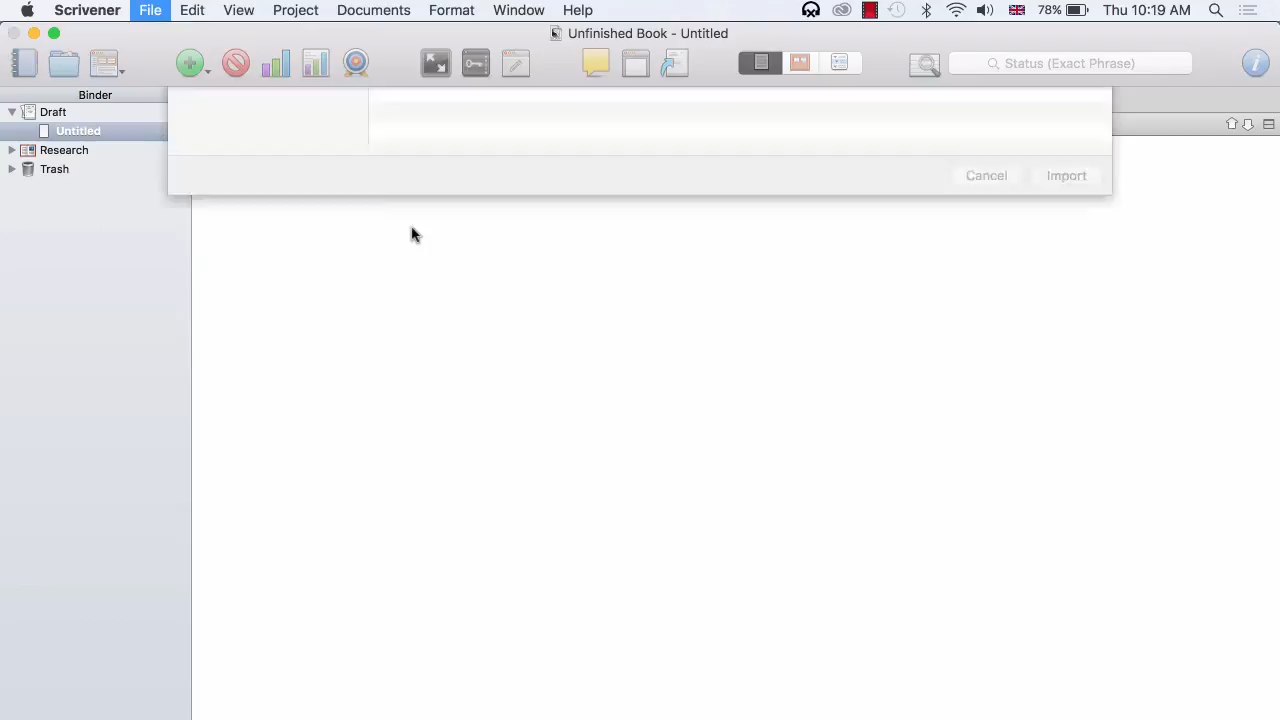 Scrivener File Edit View Project Documents Format Window Help 78% Thu 10:19 AM
Unfinished Book - Untitled
Status (Exact Phrase)
Binder
Draft
Untitled
Research
Trash
Cancel Import